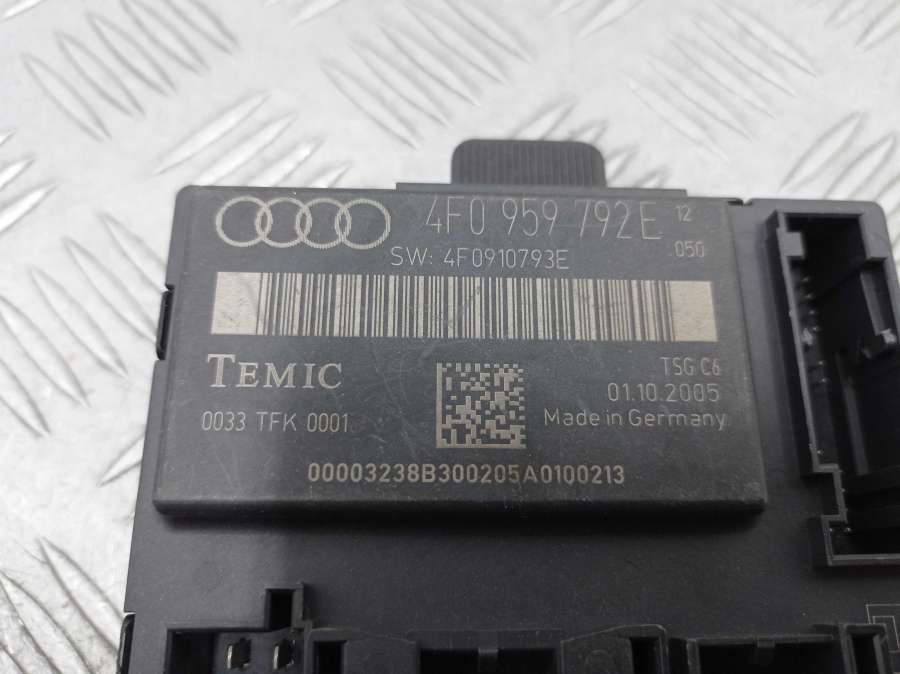 4F0 959 792E 12
SW: 4F0910793E 050
TEMIC
TSG C6
01.10.2005
0033 TFK 0001
Made in Germany
00003238B300205A0100213